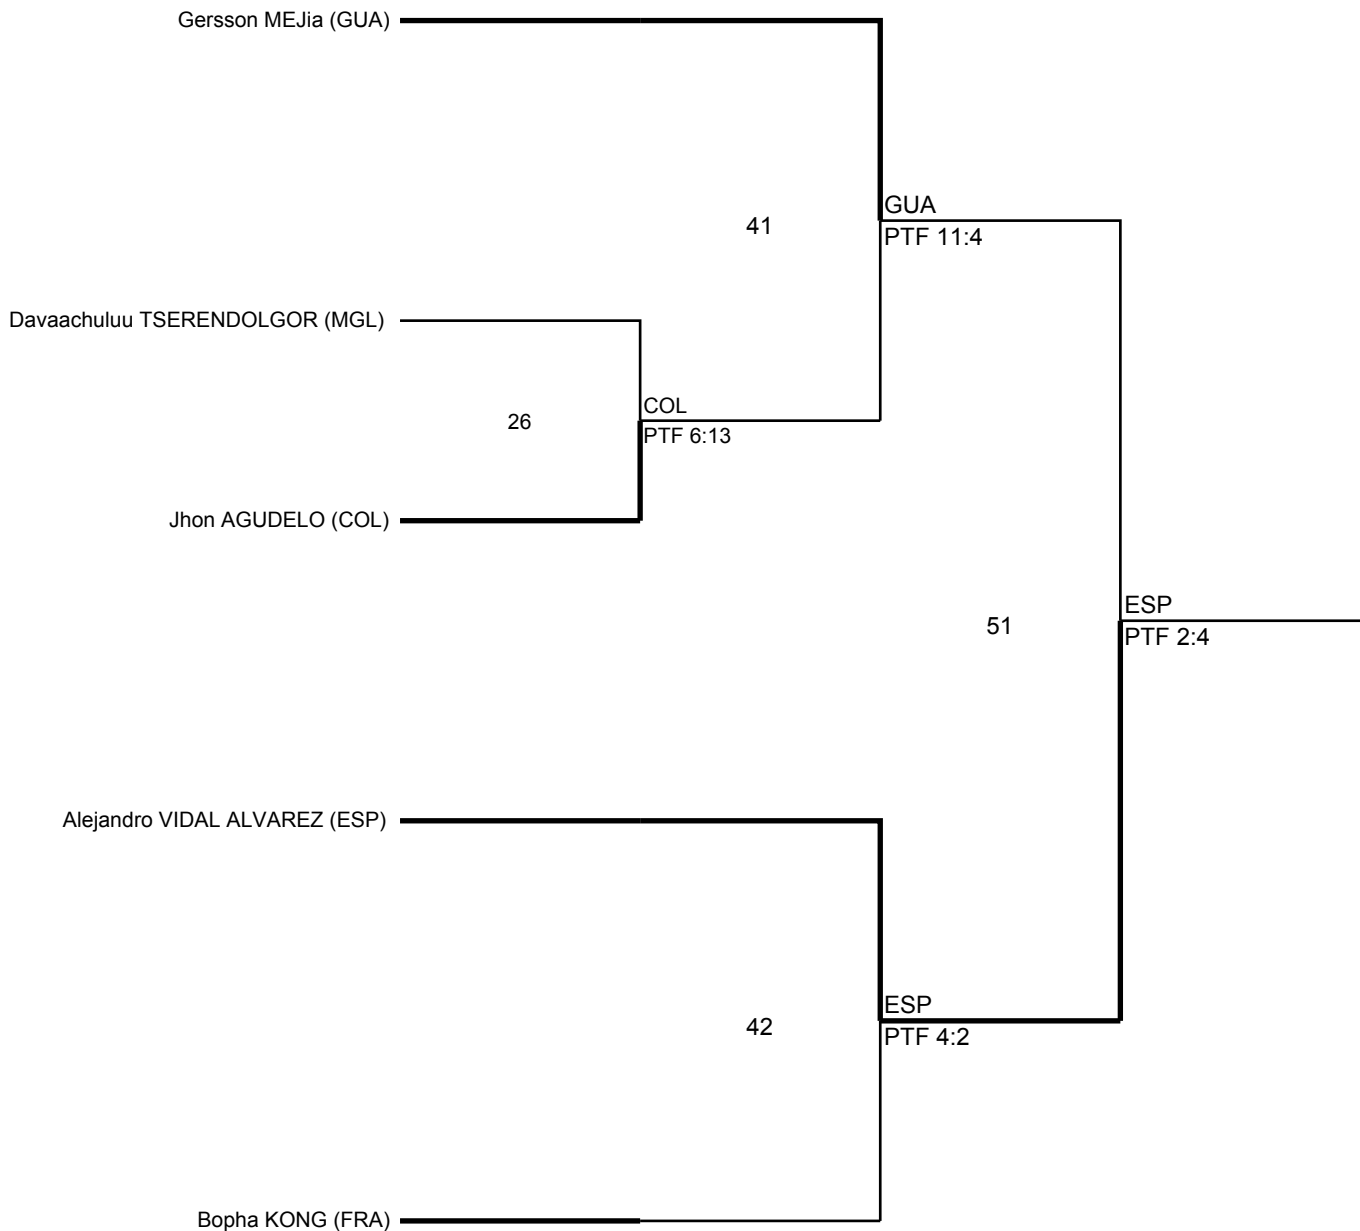 Gersson MEJia (GUA)
GUA
41
PTF 11:4
Davaachuluu TSERENDOLGOR (MGL)
COL
26
PTF 6:13
Jhon AGUDELO (COL)
ESP
51
PTF 2:4
Alejandro VIDAL ALVAREZ (ESP)
ESP
42
PTF 4:2
Bopha KONG (FRA)